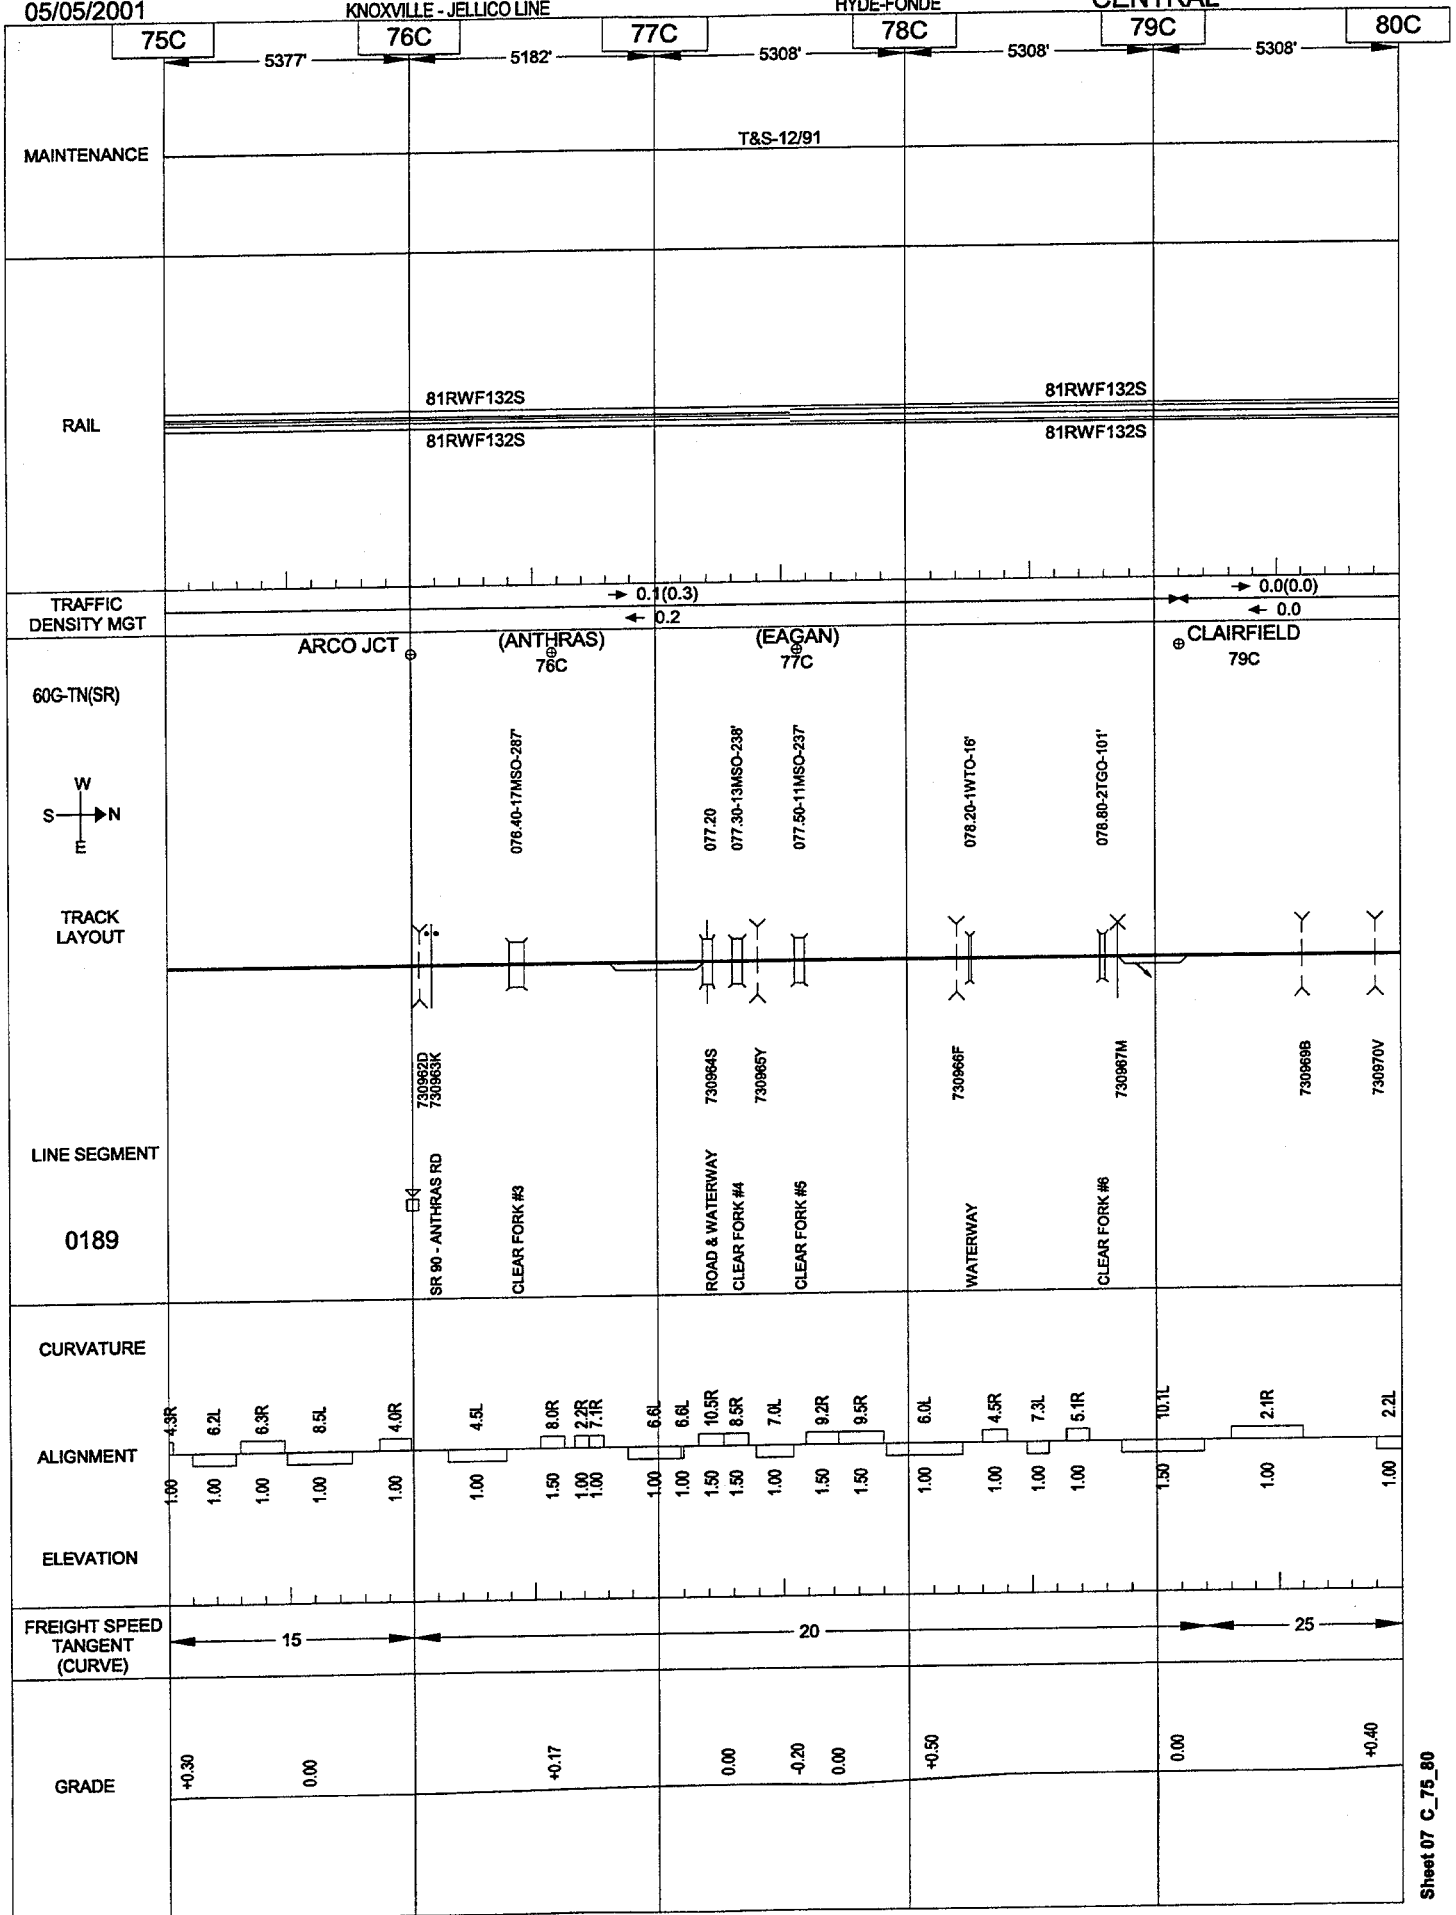 05/05/2001 KNOXVILLE - JELLICO LINE HYDE-FONDE CENTRAL
75C 76C 77C 78C 79C 80C
5377' 5182' 5308' 5308' 5308'
MAINTENANCE
T&S-12/91
RAIL
81RWF132S 81RWF132S
81RWF132S 81RWF132S
TRAFFIC
DENSITY MGT
→ 0.1(0.3) → 0.0(0.0)
← 0.2 ← 0.0
ARCO JCT (ANTHRAS) (EAGAN) CLAIRFIELD
76C 77C 79C
60G-TN(SR)
W
S N
E
076.40-17MSO-287'
077.20
077.30-13MSO-238'
077.50-11MSO-237'
078.20-1WTO-16'
078.80-2TGO-101'
TRACK
LAYOUT
730962D
730963K
730964S
730965Y
730966F
730967M
730969B
730970V
LINE SEGMENT
0189
SR 90 - ANTHRAS RD
CLEAR FORK #3
ROAD & WATERWAY
CLEAR FORK #4
CLEAR FORK #5
WATERWAY
CLEAR FORK #6
CURVATURE
4.3R 6.2L 6.3R 8.5L 4.0R 4.5L 8.0R 2.2R 7.1R 6.6L 6.6L 10.5R 8.5R 7.0L 9.2R 9.5R 6.0L 4.5R 7.3L 5.1R 10.1L 2.1R 2.2L
ALIGNMENT
1.00 1.00 1.00 1.00 1.00 1.00 1.50 1.00 1.00 1.00 1.00 1.50 1.50 1.00 1.50 1.50 1.00 1.00 1.00 1.00 1.50 1.00 1.00
ELEVATION
FREIGHT SPEED
TANGENT
(CURVE)
15 20 25
GRADE
+0.30 0.00 +0.17 0.00 -0.20 0.00 +0.50 0.00 +0.40
Sheet 07 C_75_80